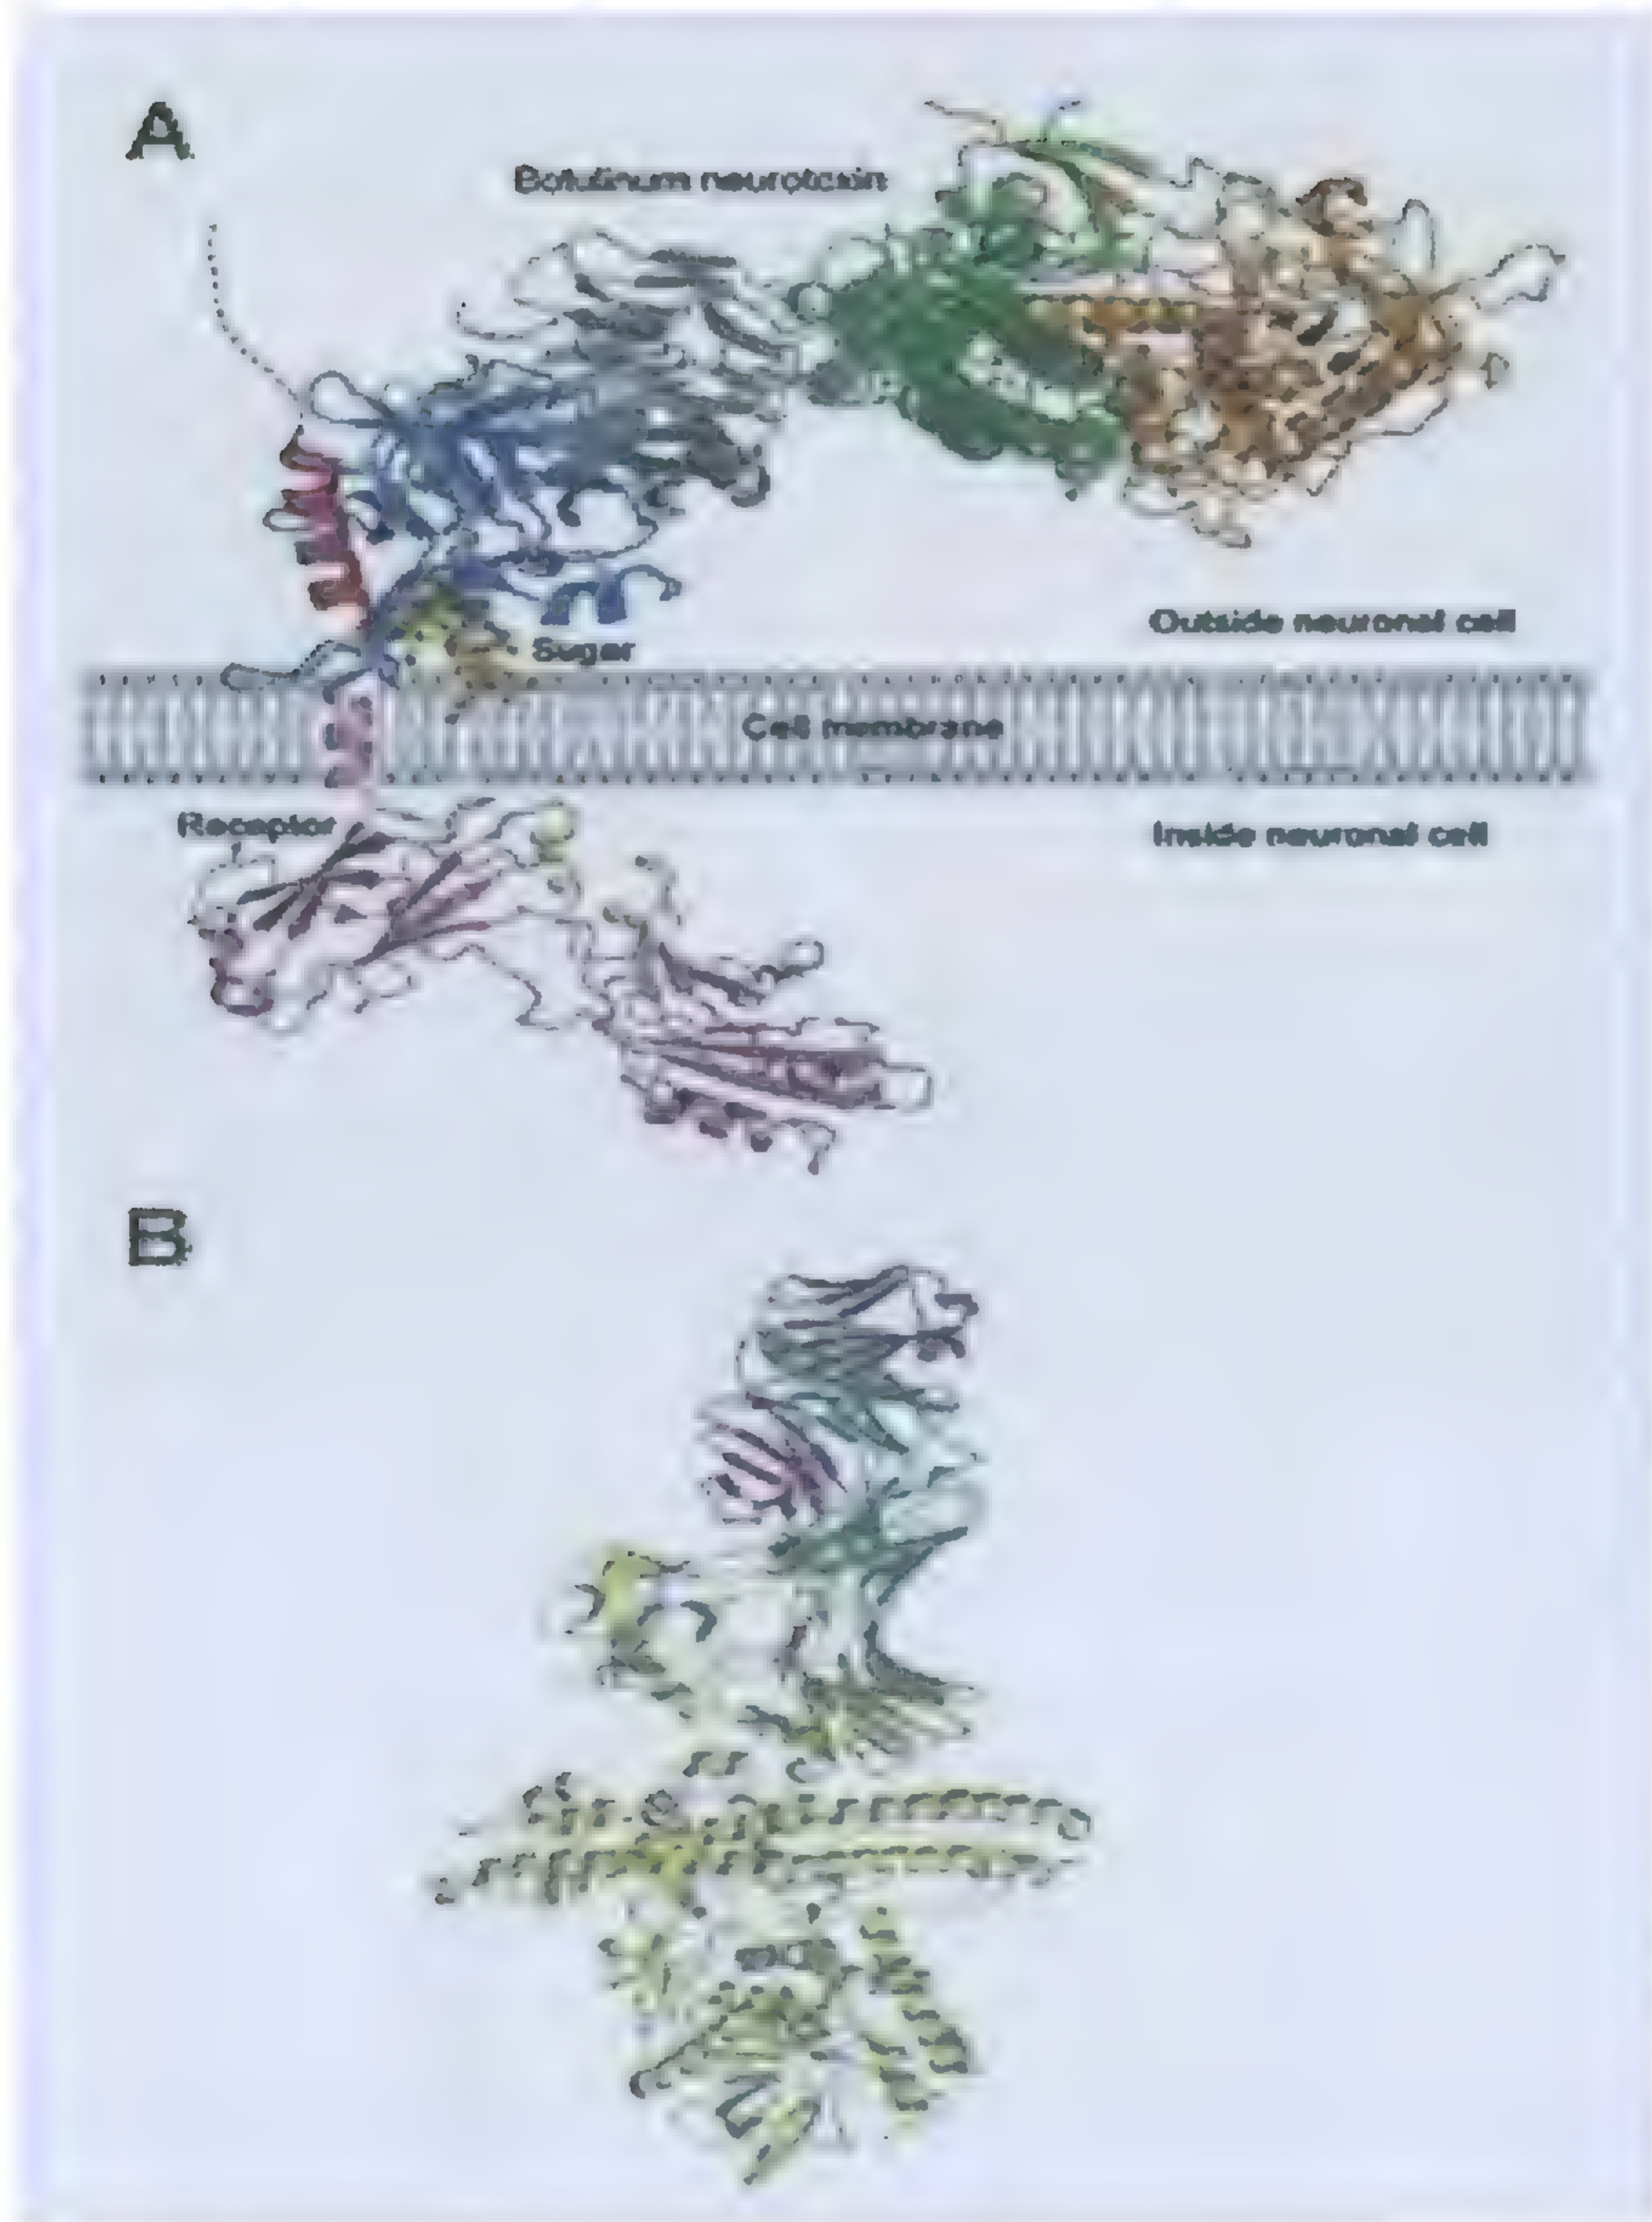 A
Botulinum neurotoxin
Outside neuronal cell
Sugar
Cell membrane
Receptor
Inside neuronal cell
B